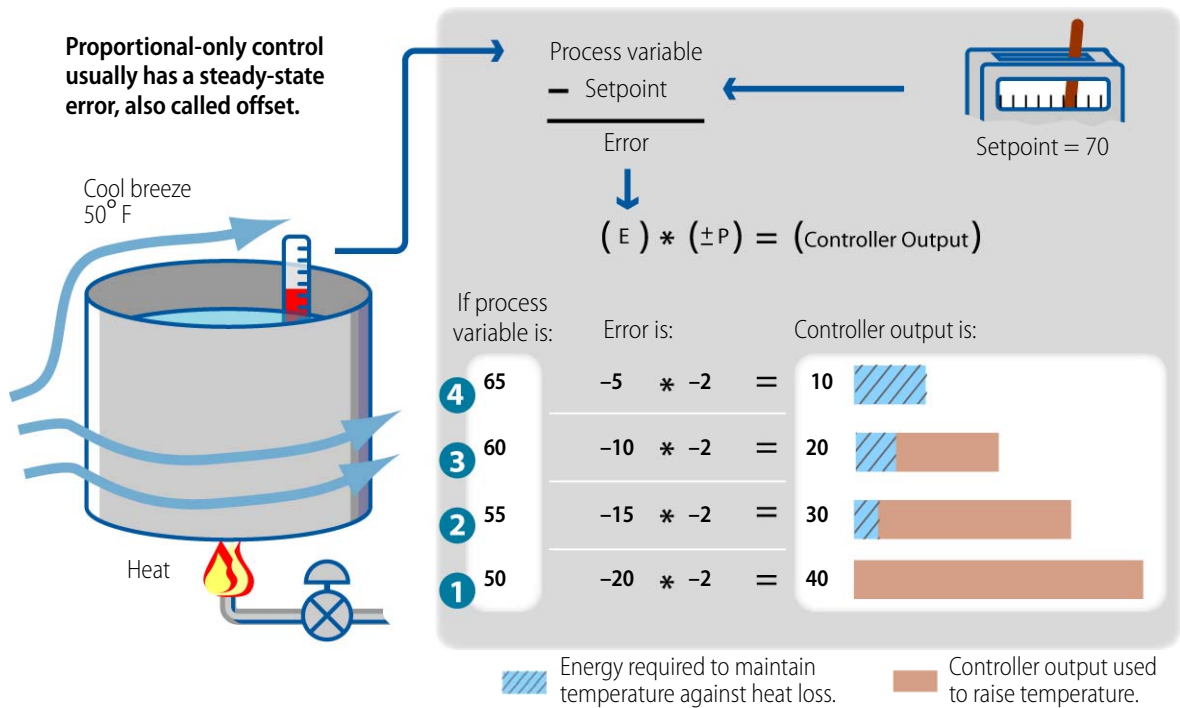 Proportional-only control
usually has a steady-state
error, also called offset.
Process variable
– Setpoint
Error
Setpoint = 70
Cool breeze
50° F
( E ) * (± P) = (Controller Output)
If process
variable is:
Error is:
Controller output is:
4 65 –5 * –2 = 10
3 60 –10 * –2 = 20
2 55 –15 * –2 = 30
1 50 –20 * –2 = 40
Heat
Energy required to maintain
temperature against heat loss.
Controller output used
to raise temperature.